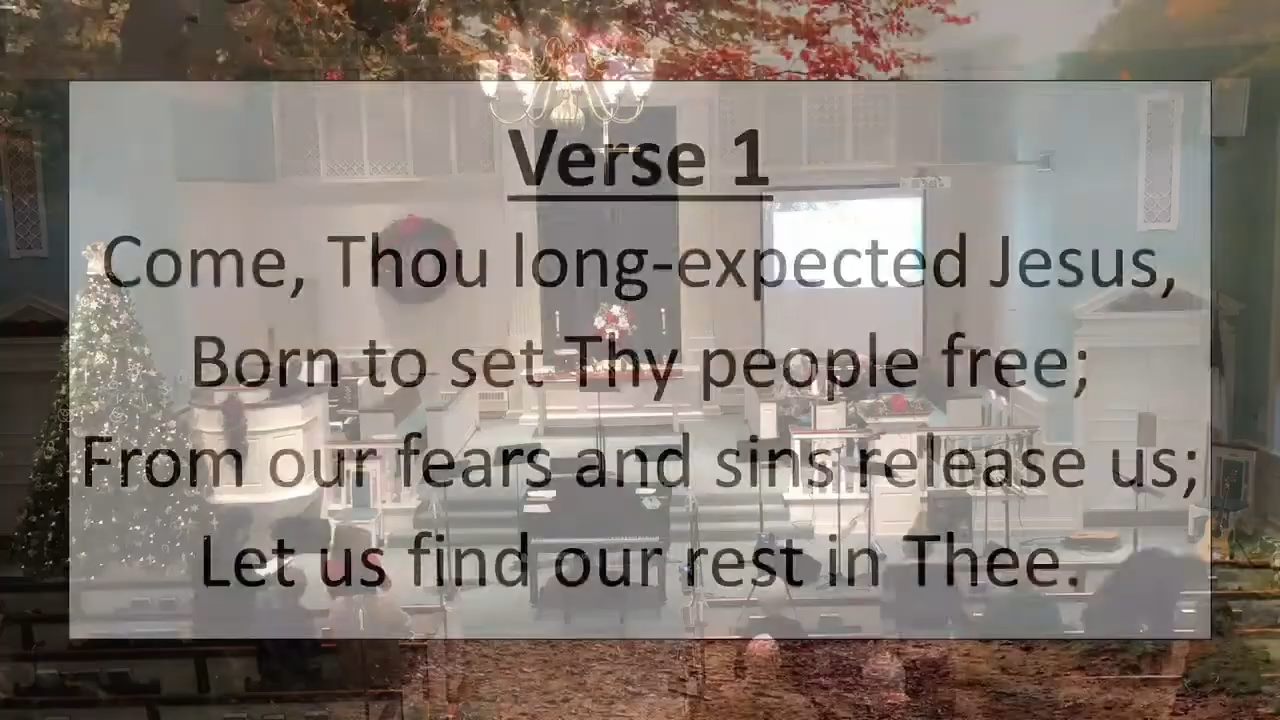 Verse 1
Come, Thou long-expected Jesus,
Born to set Thy people free;
From our fears and sins release us;
Let us find our rest in Thee.